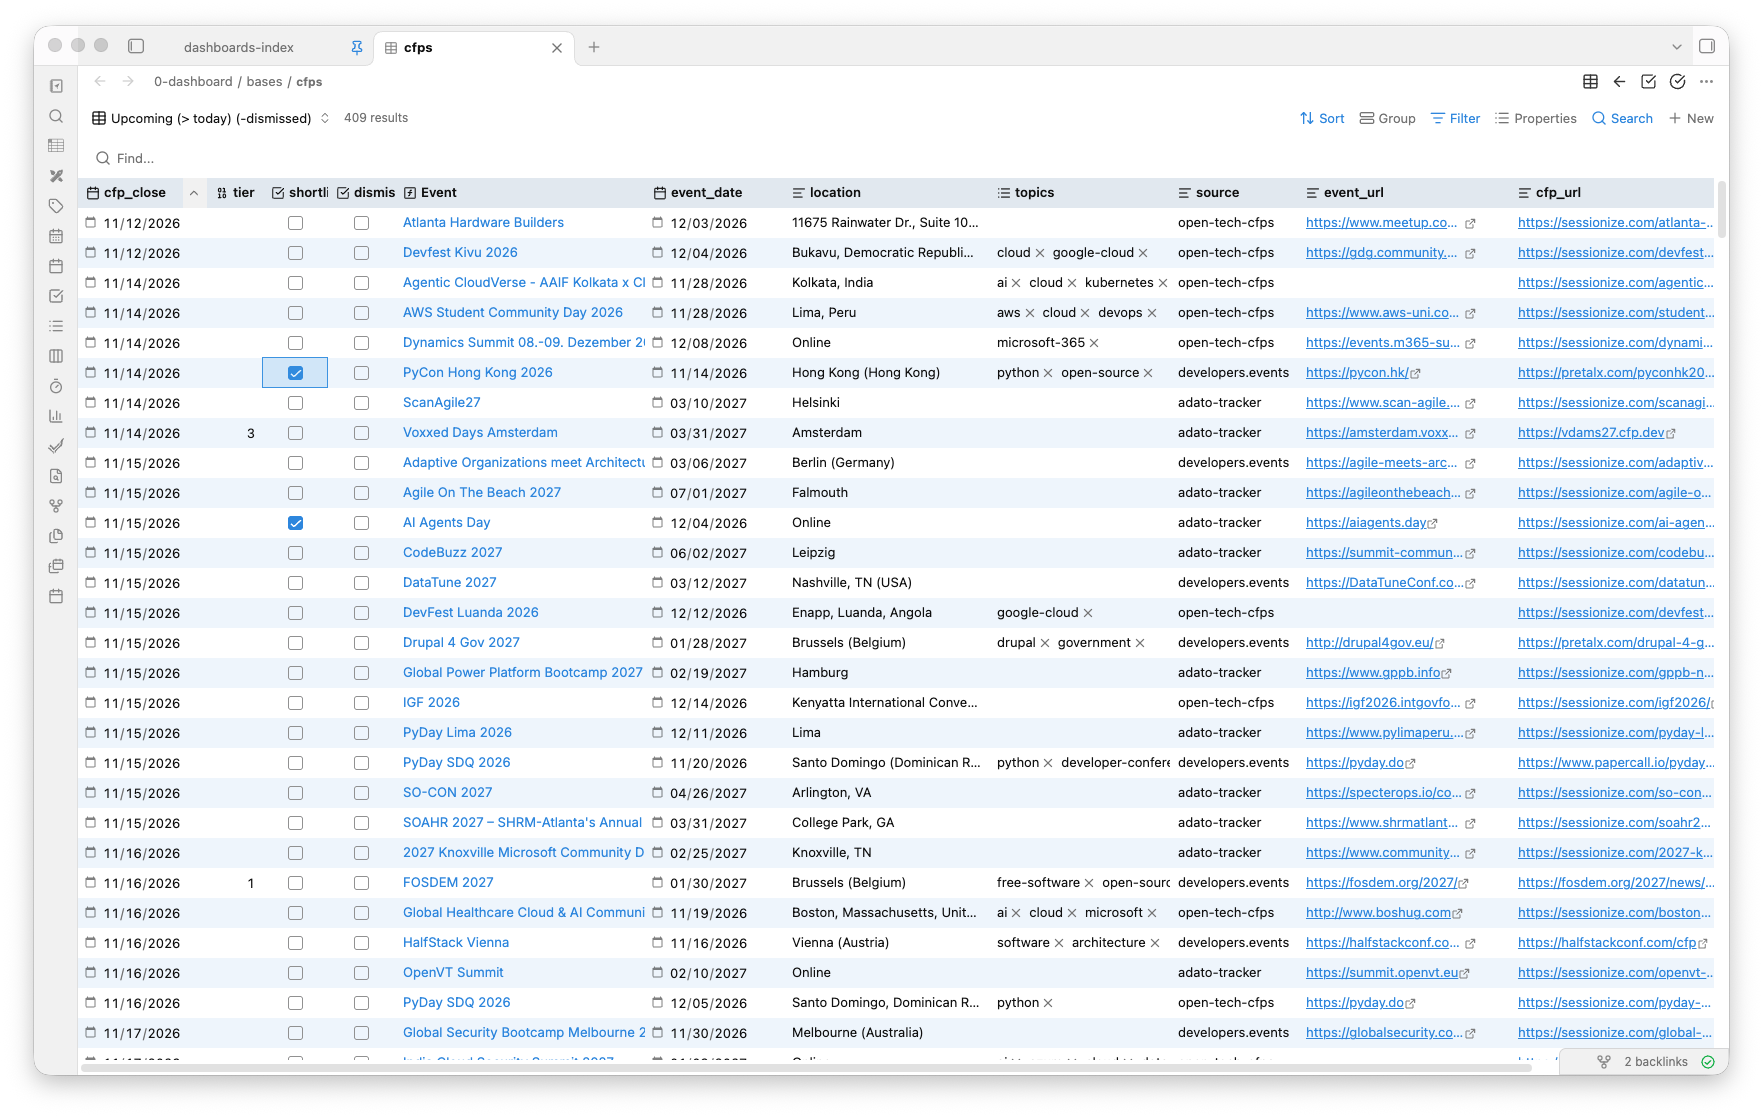 dashboards-index
cfps
0-dashboard / bases / cfps
Upcoming (> today) (-dismissed) 409 results
Sort Group Filter Properties Search New
Find...
cfp_close tier shortli dismis Event event_date location topics source event_url cfp_url
11/12/2026 Atlanta Hardware Builders 12/03/2026 11675 Rainwater Dr., Suite 10... open-tech-cfps https://www.meetup.co... https://sessionize.com/atlanta-...
11/12/2026 Devfest Kivu 2026 12/04/2026 Bukavu, Democratic Republi... cloud × google-cloud × open-tech-cfps https://gdg.community.... https://sessionize.com/devfest...
11/14/2026 Agentic CloudVerse - AAIF Kolkata x Cl 11/28/2026 Kolkata, India ai × cloud × kubernetes × open-tech-cfps https://sessionize.com/agentic...
11/14/2026 AWS Student Community Day 2026 11/28/2026 Lima, Peru aws × cloud × devops × open-tech-cfps https://www.aws-uni.co... https://sessionize.com/student...
11/14/2026 Dynamics Summit 08.-09. Dezember 2 12/08/2026 Online microsoft-365 × open-tech-cfps https://events.m365-su... https://sessionize.com/dynami...
11/14/2026 PyCon Hong Kong 2026 11/14/2026 Hong Kong (Hong Kong) python × open-source × developers.events https://pycon.hk/ https://pretalx.com/pyconhk20...
11/14/2026 ScanAgile27 03/10/2027 Helsinki adato-tracker https://www.scan-agile.... https://sessionize.com/scanagi...
11/14/2026 3 Voxxed Days Amsterdam 03/31/2027 Amsterdam adato-tracker https://amsterdam.voxx... https://vdams27.cfp.dev
11/15/2026 Adaptive Organizations meet Architectu 03/06/2027 Berlin (Germany) developers.events https://agile-meets-arc... https://sessionize.com/adaptiv...
11/15/2026 Agile On The Beach 2027 07/01/2027 Falmouth adato-tracker https://agileonthebeach... https://sessionize.com/agile-o...
11/15/2026 AI Agents Day 12/04/2026 Online adato-tracker https://aiagents.day https://sessionize.com/ai-agen...
11/15/2026 CodeBuzz 2027 06/02/2027 Leipzig adato-tracker https://summit-commun... https://sessionize.com/codebu...
11/15/2026 DataTune 2027 03/12/2027 Nashville, TN (USA) developers.events https://DataTuneConf.co... https://sessionize.com/datatun...
11/15/2026 DevFest Luanda 2026 12/12/2026 Enapp, Luanda, Angola google-cloud × open-tech-cfps https://sessionize.com/devfest...
11/15/2026 Drupal 4 Gov 2027 01/28/2027 Brussels (Belgium) drupal × government × developers.events http://drupal4gov.eu/ https://pretalx.com/drupal-4-g...
11/15/2026 Global Power Platform Bootcamp 2027 02/19/2027 Hamburg adato-tracker https://www.gppb.info https://sessionize.com/gppb-n...
11/15/2026 IGF 2026 12/14/2026 Kenyatta International Conve... open-tech-cfps https://igf2026.intgovfo... https://sessionize.com/igf2026/
11/15/2026 PyDay Lima 2026 12/11/2026 Lima adato-tracker https://www.pylimaperu.... https://sessionize.com/pyday-l...
11/15/2026 PyDay SDQ 2026 11/20/2026 Santo Domingo (Dominican R... python × developer-confere developers.events https://pyday.do https://www.papercall.io/pyday...
11/15/2026 SO-CON 2027 04/26/2027 Arlington, VA adato-tracker https://specterops.io/co... https://sessionize.com/so-con...
11/15/2026 SOAHR 2027 – SHRM-Atlanta's Annual 03/31/2027 College Park, GA adato-tracker https://www.shrmatlant... https://sessionize.com/soahr2...
11/16/2026 2027 Knoxville Microsoft Community D 02/25/2027 Knoxville, TN adato-tracker https://www.community... https://sessionize.com/2027-k...
11/16/2026 1 FOSDEM 2027 01/30/2027 Brussels (Belgium) free-software × open-sourc developers.events https://fosdem.org/2027/ https://fosdem.org/2027/news/...
11/16/2026 Global Healthcare Cloud & AI Communi 11/19/2026 Boston, Massachusetts, Unit... ai × cloud × microsoft × open-tech-cfps http://www.boshug.com https://sessionize.com/boston...
11/16/2026 HalfStack Vienna 11/16/2026 Vienna (Austria) software × architecture × developers.events https://halfstackconf.co... https://halfstackconf.com/cfp
11/16/2026 OpenVT Summit 02/10/2027 Online adato-tracker https://summit.openvt.eu https://sessionize.com/openvt-...
11/16/2026 PyDay SDQ 2026 12/05/2026 Santo Domingo, Dominican R... python × open-tech-cfps https://pyday.do https://sessionize.com/pyday-...
11/17/2026 Global Security Bootcamp Melbourne 2 11/30/2026 Melbourne (Australia) developers.events https://globalsecurity.co... https://sessionize.com/global-...
2 backlinks